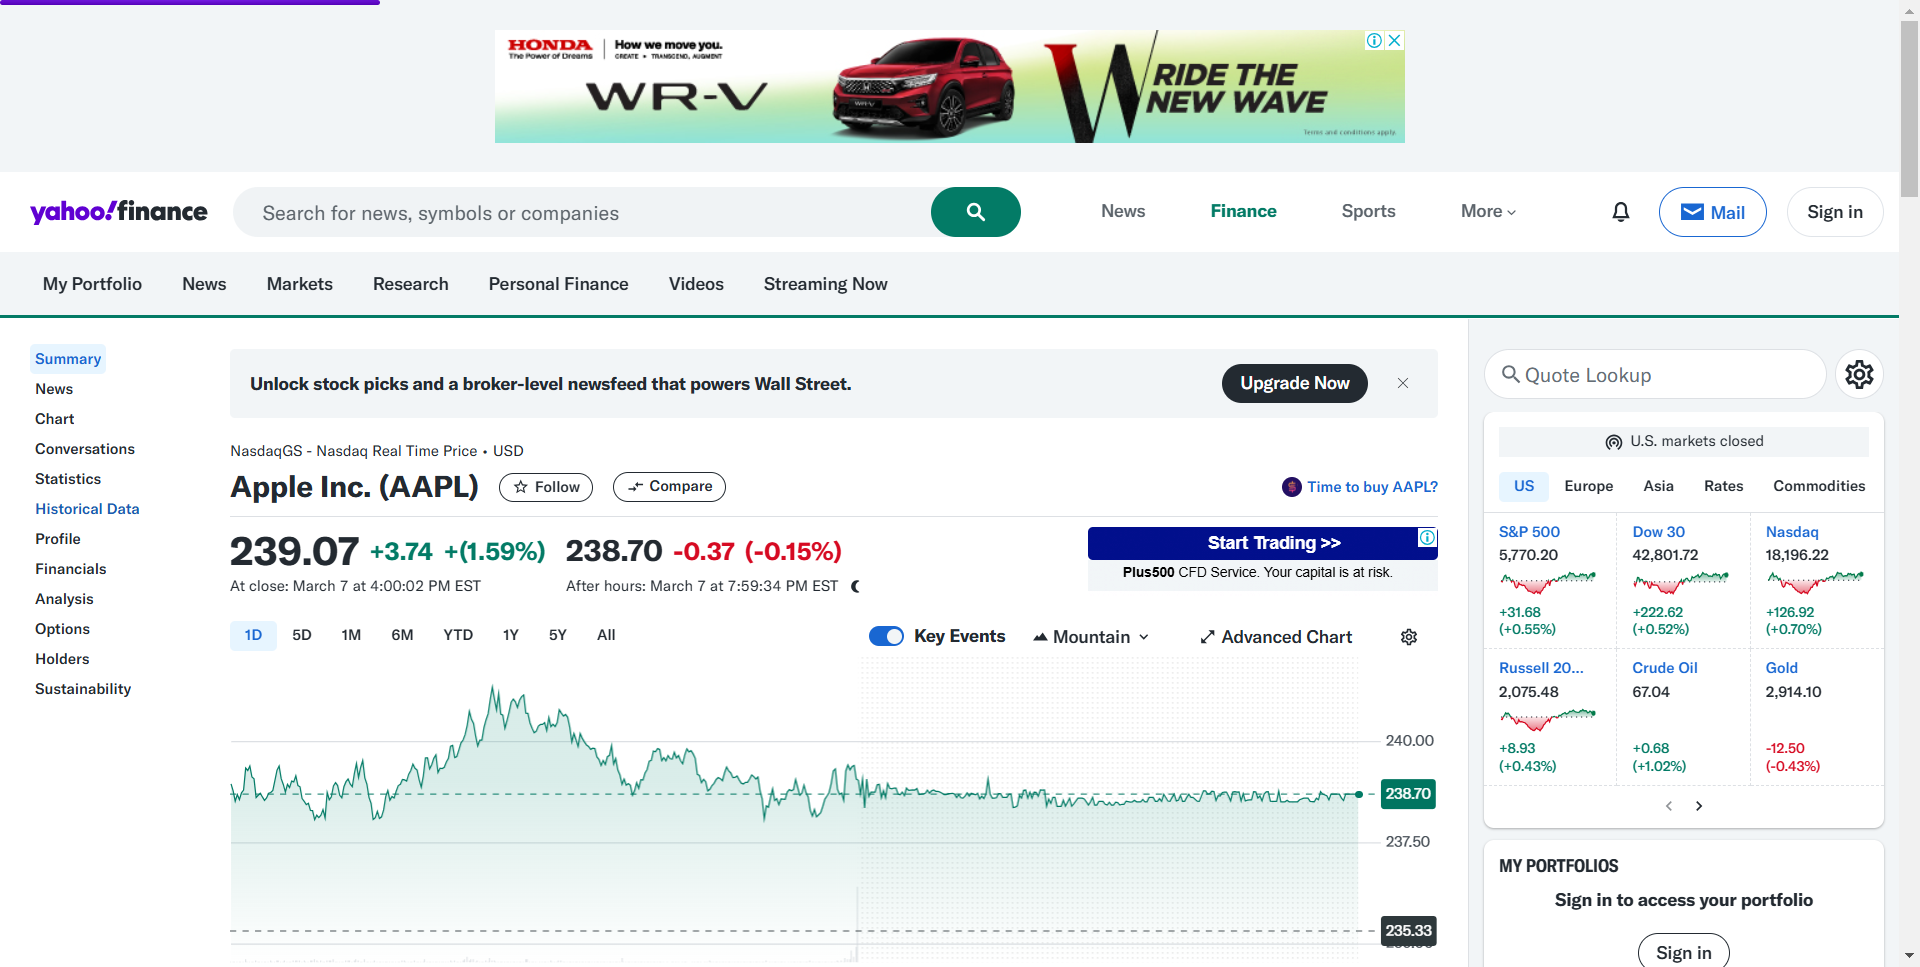 HONDA
The Power of Dreams
How we move you.
CREATE • TRANSCEND, AUGMENT
WR-V
W
RIDE THE
NEW WAVE
Terms and conditions apply.
yahoo!finance
Search for news, symbols or companies
News
Finance
Sports
More
Mail
Sign in
My Portfolio
News
Markets
Research
Personal Finance
Videos
Streaming Now
Summary
News
Chart
Conversations
Statistics
Historical Data
Profile
Financials
Analysis
Options
Holders
Sustainability
Unlock stock picks and a broker-level newsfeed that powers Wall Street.
Upgrade Now
NasdaqGS - Nasdaq Real Time Price • USD
Apple Inc. (AAPL)
Follow
Compare
Time to buy AAPL?
239.07 +3.74 +(1.59%)
At close: March 7 at 4:00:02 PM EST
238.70 -0.37 (-0.15%)
After hours: March 7 at 7:59:34 PM EST
Start Trading >>
Plus500 CFD Service. Your capital is at risk.
1D
5D
1M
6M
YTD
1Y
5Y
All
Key Events
Mountain
Advanced Chart
240.00
238.70
237.50
235.33
Quote Lookup
U.S. markets closed
US
Europe
Asia
Rates
Commodities
S&P 500
5,770.20
+31.68
(+0.55%)
Dow 30
42,801.72
+222.62
(+0.52%)
Nasdaq
18,196.22
+126.92
(+0.70%)
Russell 20...
2,075.48
+8.93
(+0.43%)
Crude Oil
67.04
+0.68
(+1.02%)
Gold
2,914.10
-12.50
(-0.43%)
MY PORTFOLIOS
Sign in to access your portfolio
Sign in